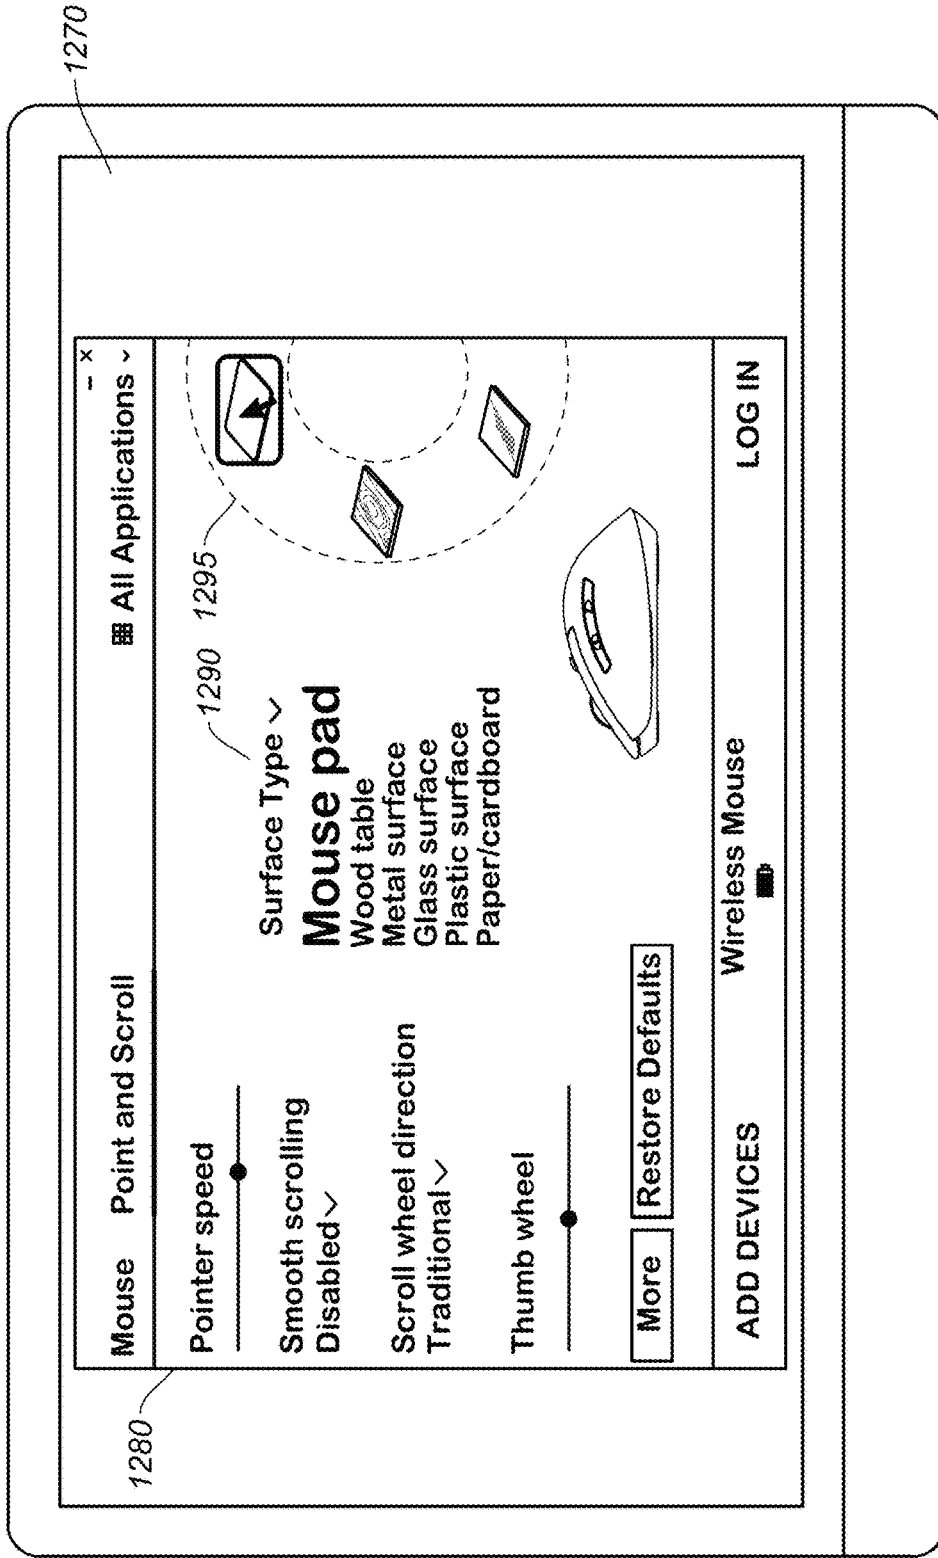 1270
– ×
Mouse Point and Scroll All Applications
1280
Pointer speed
Smooth scrolling
Disabled
Scroll wheel direction
Traditional
Thumb wheel
More Restore Defaults
1290
1295
Surface Type
Mouse pad
Wood table
Metal surface
Glass surface
Plastic surface
Paper/cardboard
ADD DEVICES Wireless Mouse LOG IN